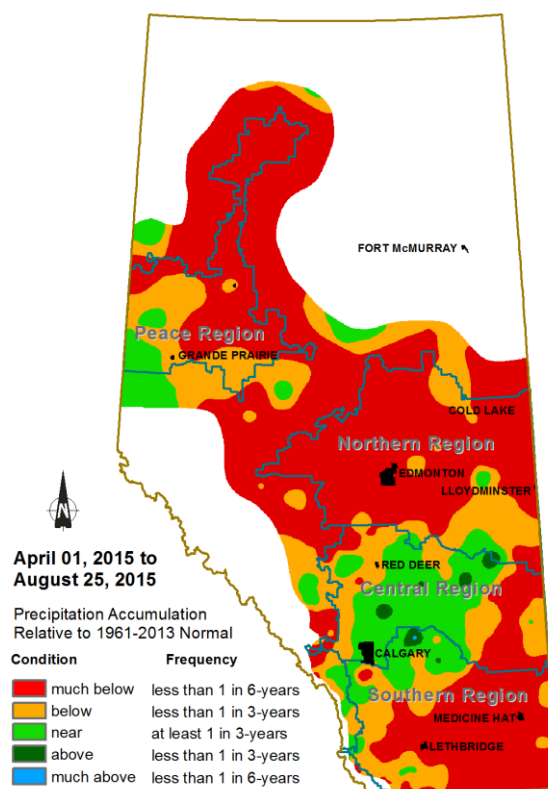 FORT McMURRAY
Peace Region
GRANDE PRAIRIE
COLD LAKE
Northern Region
EDMONTON
LLOYDMINSTER
N
April 01, 2015 to
August 25, 2015
RED DEER
Central Region
Precipitation Accumulation
Relative to 1961-2013 Normal
CALGARY
Condition Frequency
much below less than 1 in 6-years
Southern Region
below less than 1 in 3-years
MEDICINE HAT
near at least 1 in 3-years
LETHBRIDGE
above less than 1 in 3-years
much above less than 1 in 6-years